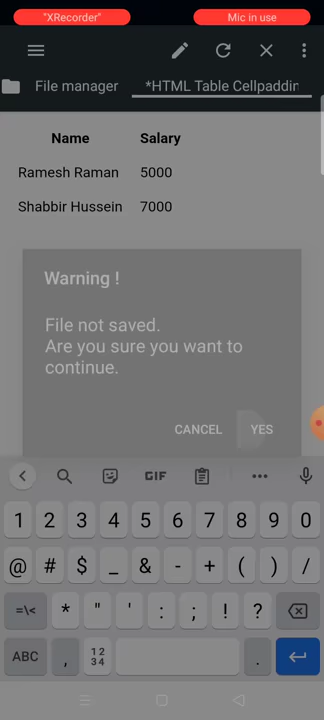 "XRecorder"
Mic in use
File manager
*HTML Table Cellpaddin
Name Salary
Ramesh Raman 5000
Shabbir Hussein 7000
Warning !
File not saved.
Are you sure you want to
continue.
CANCEL YES
GIF
1 2 3 4 5 6 7 8 9 0
@ # $ _ & - + ( ) /
=\< * " ' : ; ! ?
ABC , 12 .
34